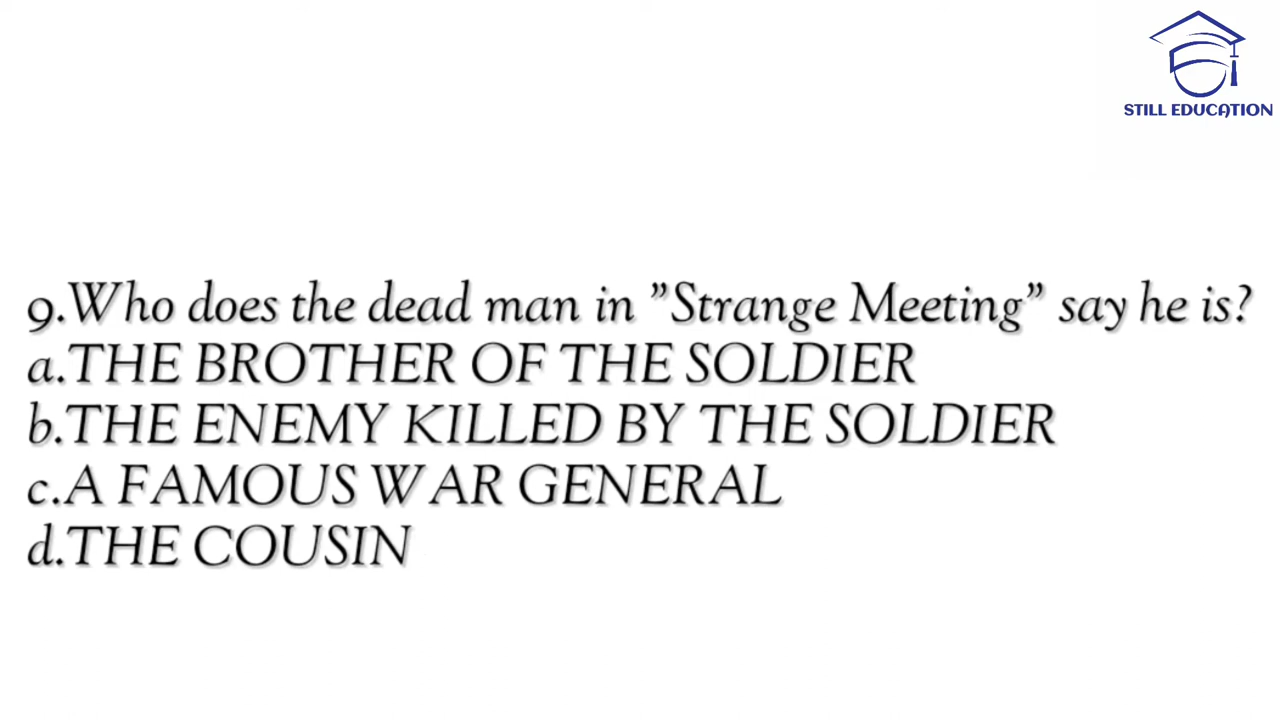 STILL EDUCATION
9.Who does the dead man in ”Strange Meeting” say he is?
a.THE BROTHER OF THE SOLDIER
b.THE ENEMY KILLED BY THE SOLDIER
c.A FAMOUS WAR GENERAL
d.THE COUSIN